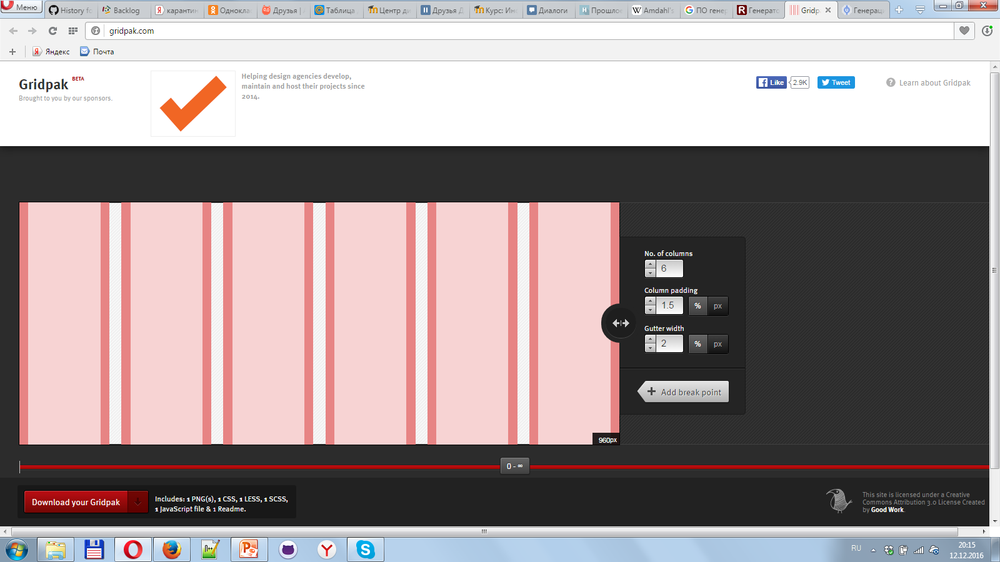 Меню
History fo
Backlog
карантин
Однокла
Друзья | А
Таблица
Центр ди
Друзья Д
Курс: Ин
Диалоги
Прошлое
Amdahl's
ПО генер
Генерато
Gridp
Генерац
gridpak.com
Яндекс
Почта
Gridpak BETA
Brought to you by our sponsors.
Helping design agencies develop,
maintain and host their projects since
2014.
Like
2.9K
Tweet
? Learn about Gridpak
No. of columns
6
Column padding
1.5 % px
Gutter width
2 % px
+ Add break point
960px
0 - ∞
Download your Gridpak
Includes: 1 PNG(s), 1 CSS, 1 LESS, 1 SCSS,
1 JavaScript file & 1 Readme.
This site is licensed under a Creative
Commons Attribution 3.0 License Created
by Good Work.
RU
20:15
12.12.2016